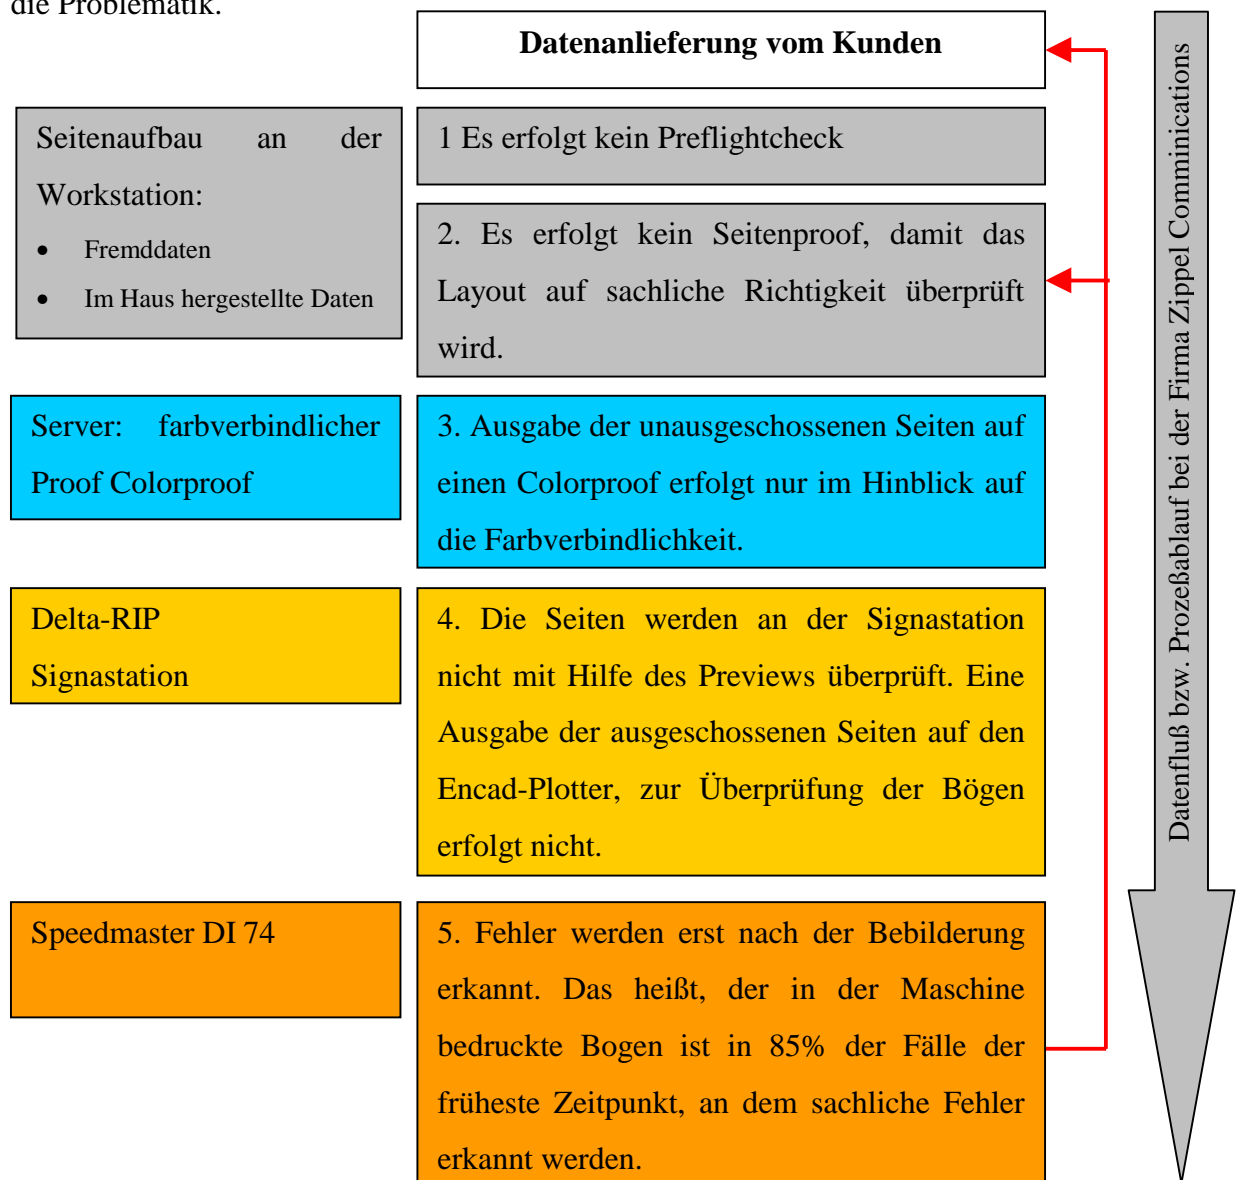 die Problematik.
Datenanlieferung vom Kunden
Seitenaufbau an der
Workstation:
• Fremddaten
• Im Haus hergestellte Daten
1 Es erfolgt kein Preflightcheck
2. Es erfolgt kein Seitenproof, damit das
Layout auf sachliche Richtigkeit überprüft
wird.
Server: farbverbindlicher
Proof Colorproof
3. Ausgabe der unausgeschossenen Seiten auf
einen Colorproof erfolgt nur im Hinblick auf
die Farbverbindlichkeit.
Delta-RIP
Signastation
4. Die Seiten werden an der Signastation
nicht mit Hilfe des Previews überprüft. Eine
Ausgabe der ausgeschossenen Seiten auf den
Encad-Plotter, zur Überprüfung der Bögen
erfolgt nicht.
Speedmaster DI 74
5. Fehler werden erst nach der Bebilderung
erkannt. Das heißt, der in der Maschine
bedruckte Bogen ist in 85% der Fälle der
früheste Zeitpunkt, an dem sachliche Fehler
erkannt werden.
Datenfluß bzw. Prozeßablauf bei der Firma Zippel Comminications